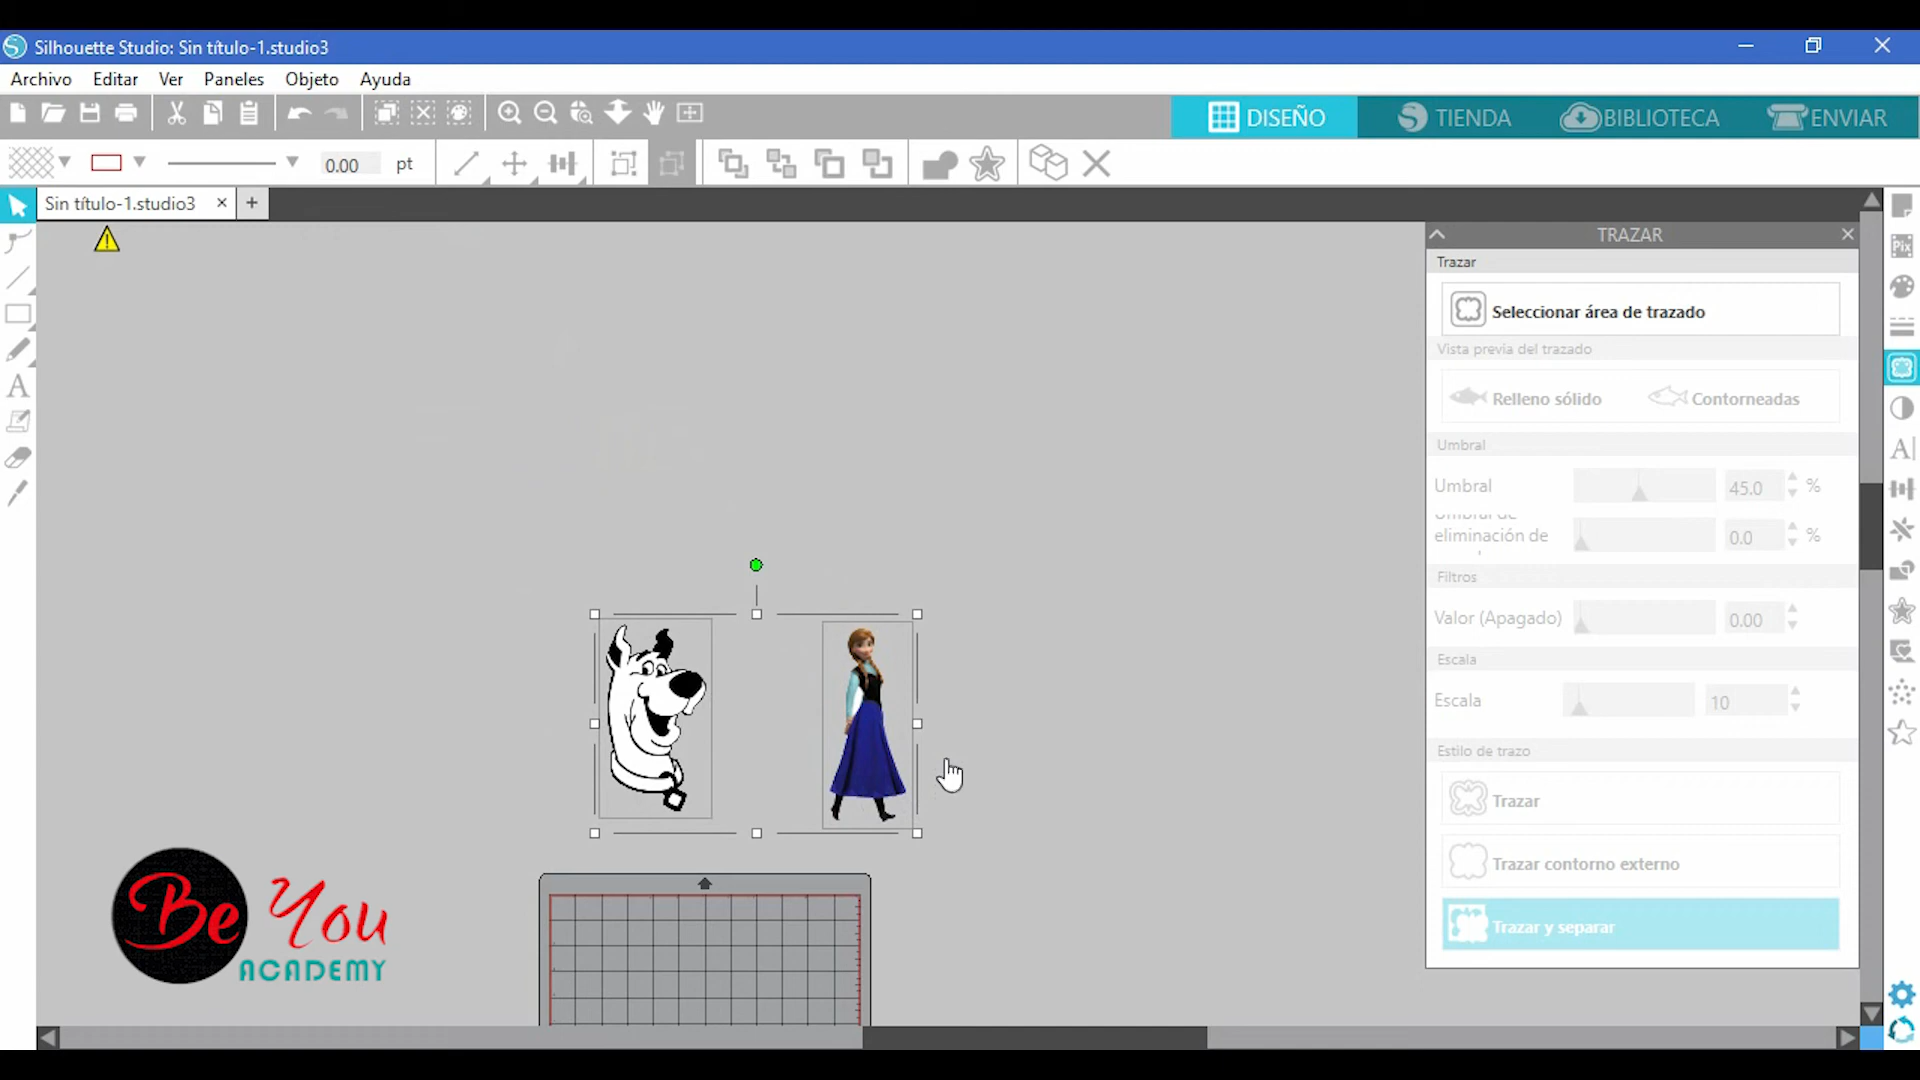 Silhouette Studio: Sin título-1.studio3
Archivo Editar Ver Paneles Objeto Ayuda
DISEÑO TIENDA BIBLIOTECA ENVIAR
0.00 pt
Sin título-1.studio3
TRAZAR
Trazar
Seleccionar área de trazado
Vista previa del trazado
Relleno sólido Contorneadas
Umbral
Umbral 45.0 %
Umbral de
eliminación de 0.0 %
Filtros
Valor (Apagado) 0.00
Escala
Escala 10
Estilo de trazo
Trazar
Trazar contorno externo
Trazar y separar
Be You
ACADEMY
Pix